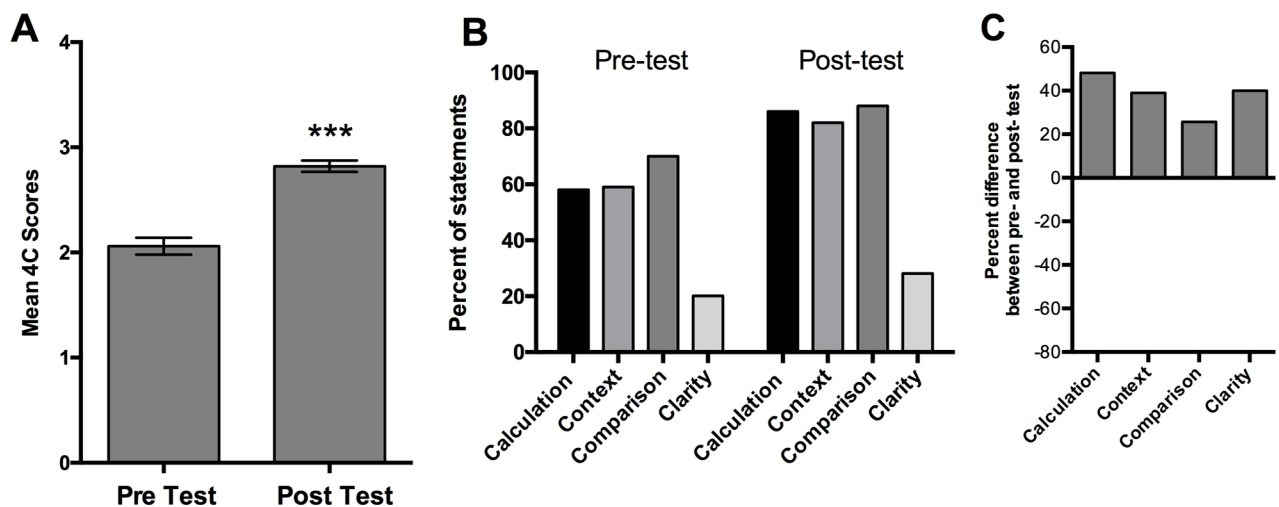 A
Mean 4C Scores
4
3
2
1
0
***
Pre Test
Post Test
B
Percent of statements
100
80
60
40
20
0
Pre-test
Post-test
Calculation
Context
Comparison
Clarity
Calculation
Context
Comparison
Clarity
C
Percent difference
between pre- and post- test
60
40
20
0
-20
-40
-60
-80
Calculation
Context
Comparison
Clarity